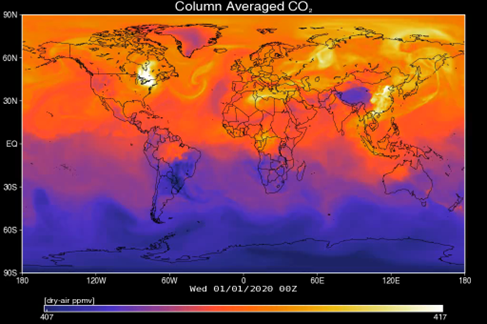 Column Averaged CO₂
90N
60N
30N
EQ
30S
60S
90S
180 120W 60W 0 60E 120E 180
Wed 01/01/2020 00Z
[dry-air ppmv]
407 417